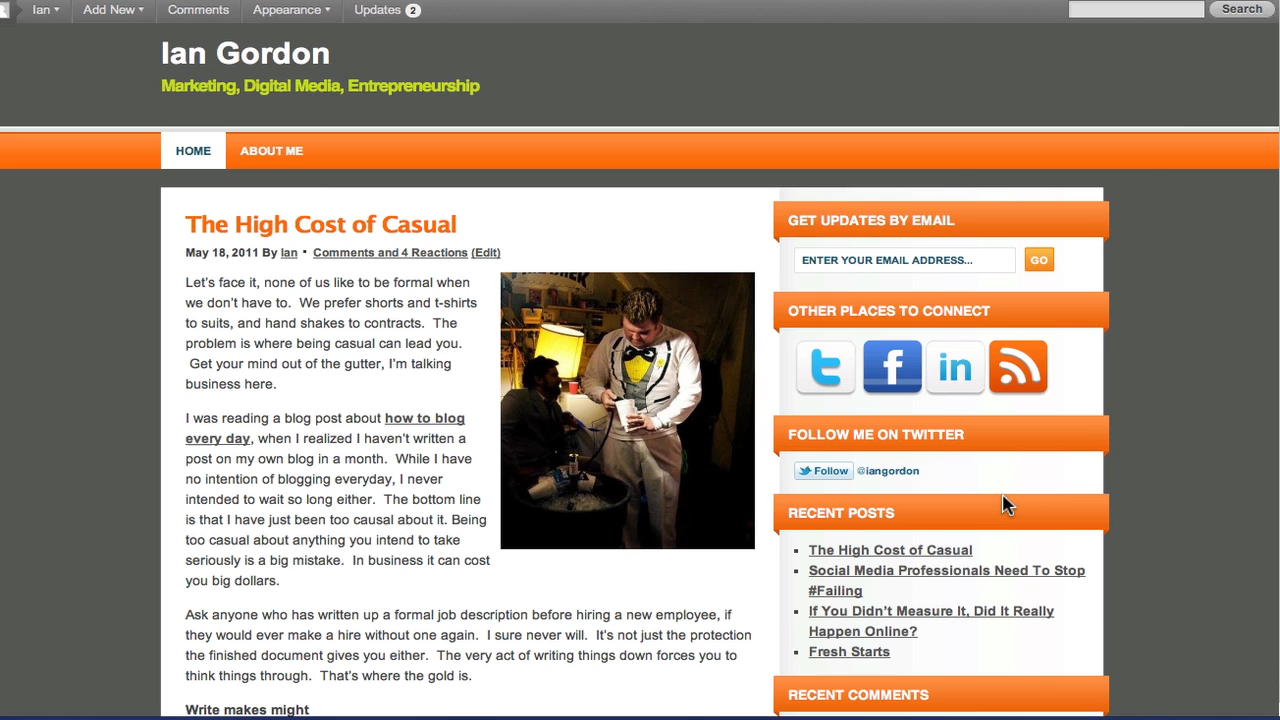 Ian Add New Comments Appearance Updates 2 Search
Ian Gordon
Marketing, Digital Media, Entrepreneurship
HOME ABOUT ME
The High Cost of Casual
May 18, 2011 By Ian • Comments and 4 Reactions (Edit)
Let's face it, none of us like to be formal when
we don't have to. We prefer shorts and t-shirts
to suits, and hand shakes to contracts. The
problem is where being casual can lead you.
Get your mind out of the gutter, I'm talking
business here.
I was reading a blog post about how to blog
every day, when I realized I haven't written a
post on my own blog in a month. While I have
no intention of blogging everyday, I never
intended to wait so long either. The bottom line
is that I have just been too causal about it. Being
too casual about anything you intend to take
seriously is a big mistake. In business it can cost
you big dollars.
Ask anyone who has written up a formal job description before hiring a new employee, if
they would ever make a hire without one again. I sure never will. It's not just the protection
the finished document gives you either. The very act of writing things down forces you to
think things through. That's where the gold is.
Write makes might
GET UPDATES BY EMAIL
ENTER YOUR EMAIL ADDRESS... GO
OTHER PLACES TO CONNECT
t f in
FOLLOW ME ON TWITTER
Follow @iangordon
RECENT POSTS
The High Cost of Casual
Social Media Professionals Need To Stop
#Failing
If You Didn't Measure It, Did It Really
Happen Online?
Fresh Starts
RECENT COMMENTS